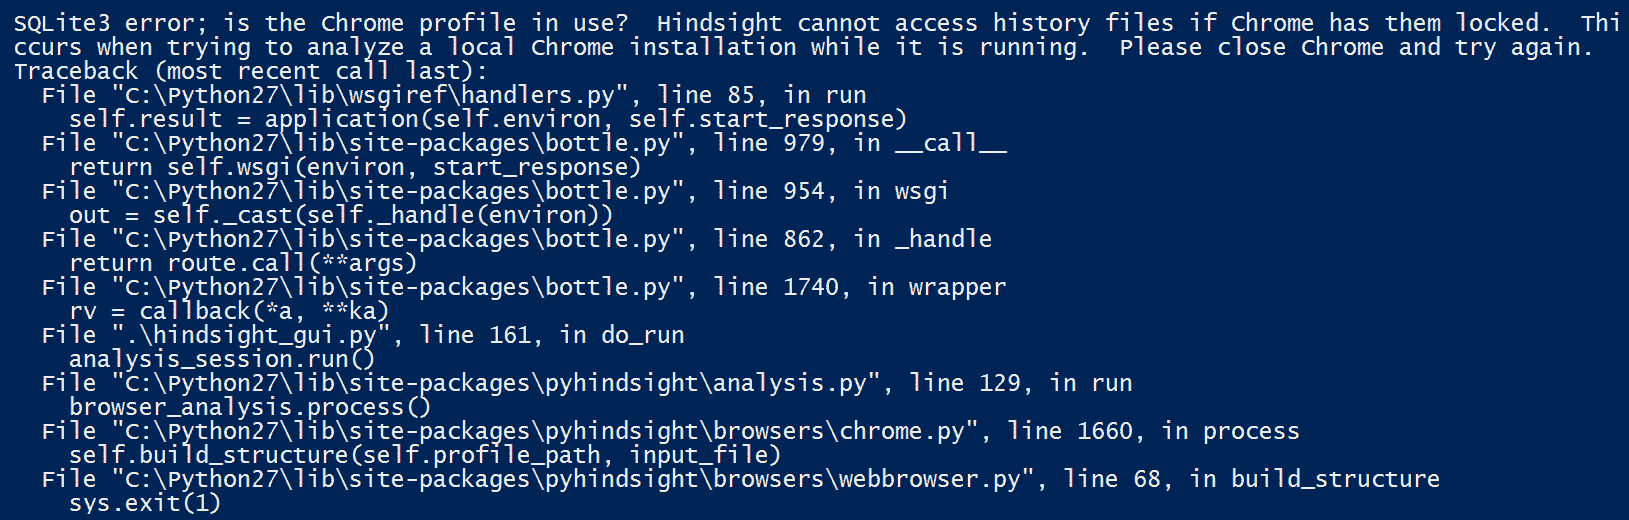 SQLite3 error; is the Chrome profile in use?  Hindsight cannot access history files if Chrome has them locked.  Thi
ccurs when trying to analyze a local Chrome installation while it is running.  Please close Chrome and try again.
Traceback (most recent call last):
  File "C:\Python27\lib\wsgiref\handlers.py", line 85, in run
    self.result = application(self.environ, self.start_response)
  File "C:\Python27\lib\site-packages\bottle.py", line 979, in __call__
    return self.wsgi(environ, start_response)
  File "C:\Python27\lib\site-packages\bottle.py", line 954, in wsgi
    out = self._cast(self._handle(environ))
  File "C:\Python27\lib\site-packages\bottle.py", line 862, in _handle
    return route.call(**args)
  File "C:\Python27\lib\site-packages\bottle.py", line 1740, in wrapper
    rv = callback(*a, **ka)
  File ".\hindsight_gui.py", line 161, in do_run
    analysis_session.run()
  File "C:\Python27\lib\site-packages\pyhindsight\analysis.py", line 129, in run
    browser_analysis.process()
  File "C:\Python27\lib\site-packages\pyhindsight\browsers\chrome.py", line 1660, in process
    self.build_structure(self.profile_path, input_file)
  File "C:\Python27\lib\site-packages\pyhindsight\browsers\webbrowser.py", line 68, in build_structure
    sys.exit(1)